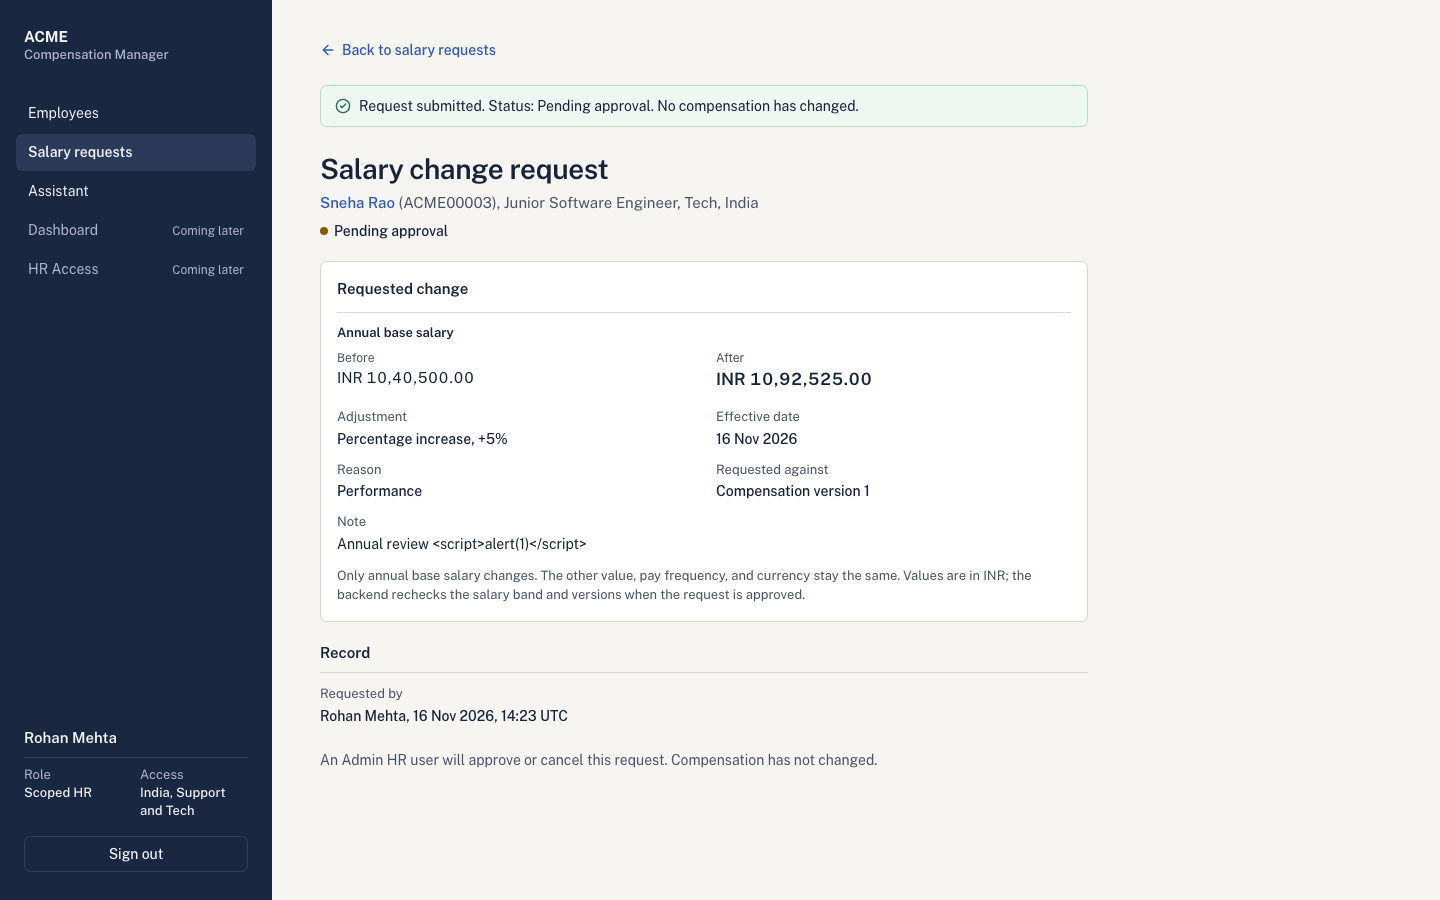 ACME
Compensation Manager
Employees
Salary requests
Assistant
Dashboard Coming later
HR Access Coming later
Rohan Mehta
Role Access
Scoped HR India, Support
and Tech
Sign out
Back to salary requests
Request submitted. Status: Pending approval. No compensation has changed.
Salary change request
Sneha Rao (ACME00003), Junior Software Engineer, Tech, India
Pending approval
Requested change
Annual base salary
Before After
INR 10,40,500.00 INR 10,92,525.00
Adjustment Effective date
Percentage increase, +5% 16 Nov 2026
Reason Requested against
Performance Compensation version 1
Note
Annual review <script>alert(1)</script>
Only annual base salary changes. The other value, pay frequency, and currency stay the same. Values are in INR; the
backend rechecks the salary band and versions when the request is approved.
Record
Requested by
Rohan Mehta, 16 Nov 2026, 14:23 UTC
An Admin HR user will approve or cancel this request. Compensation has not changed.